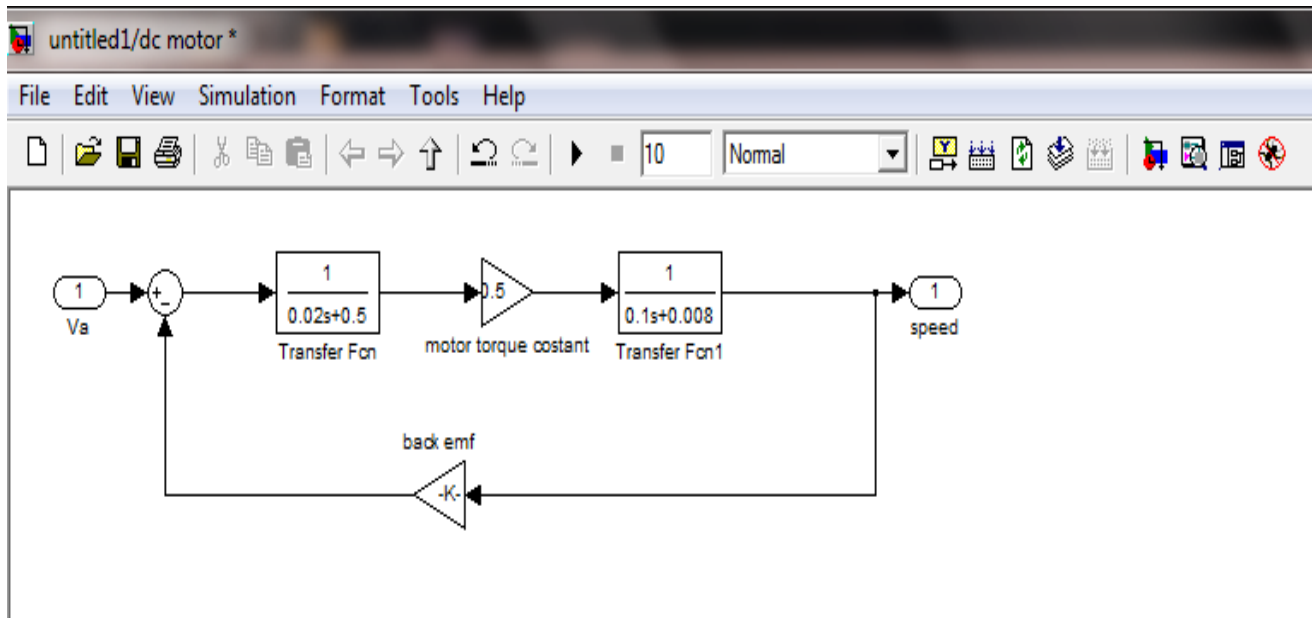 untitled1/dc motor *
File Edit View Simulation Format Tools Help
10 Normal
1
Va
+
-
1
0.02s+0.5
Transfer Fcn
0.5
motor torque costant
1
0.1s+0.008
Transfer Fcn1
1
speed
back emf
-K-